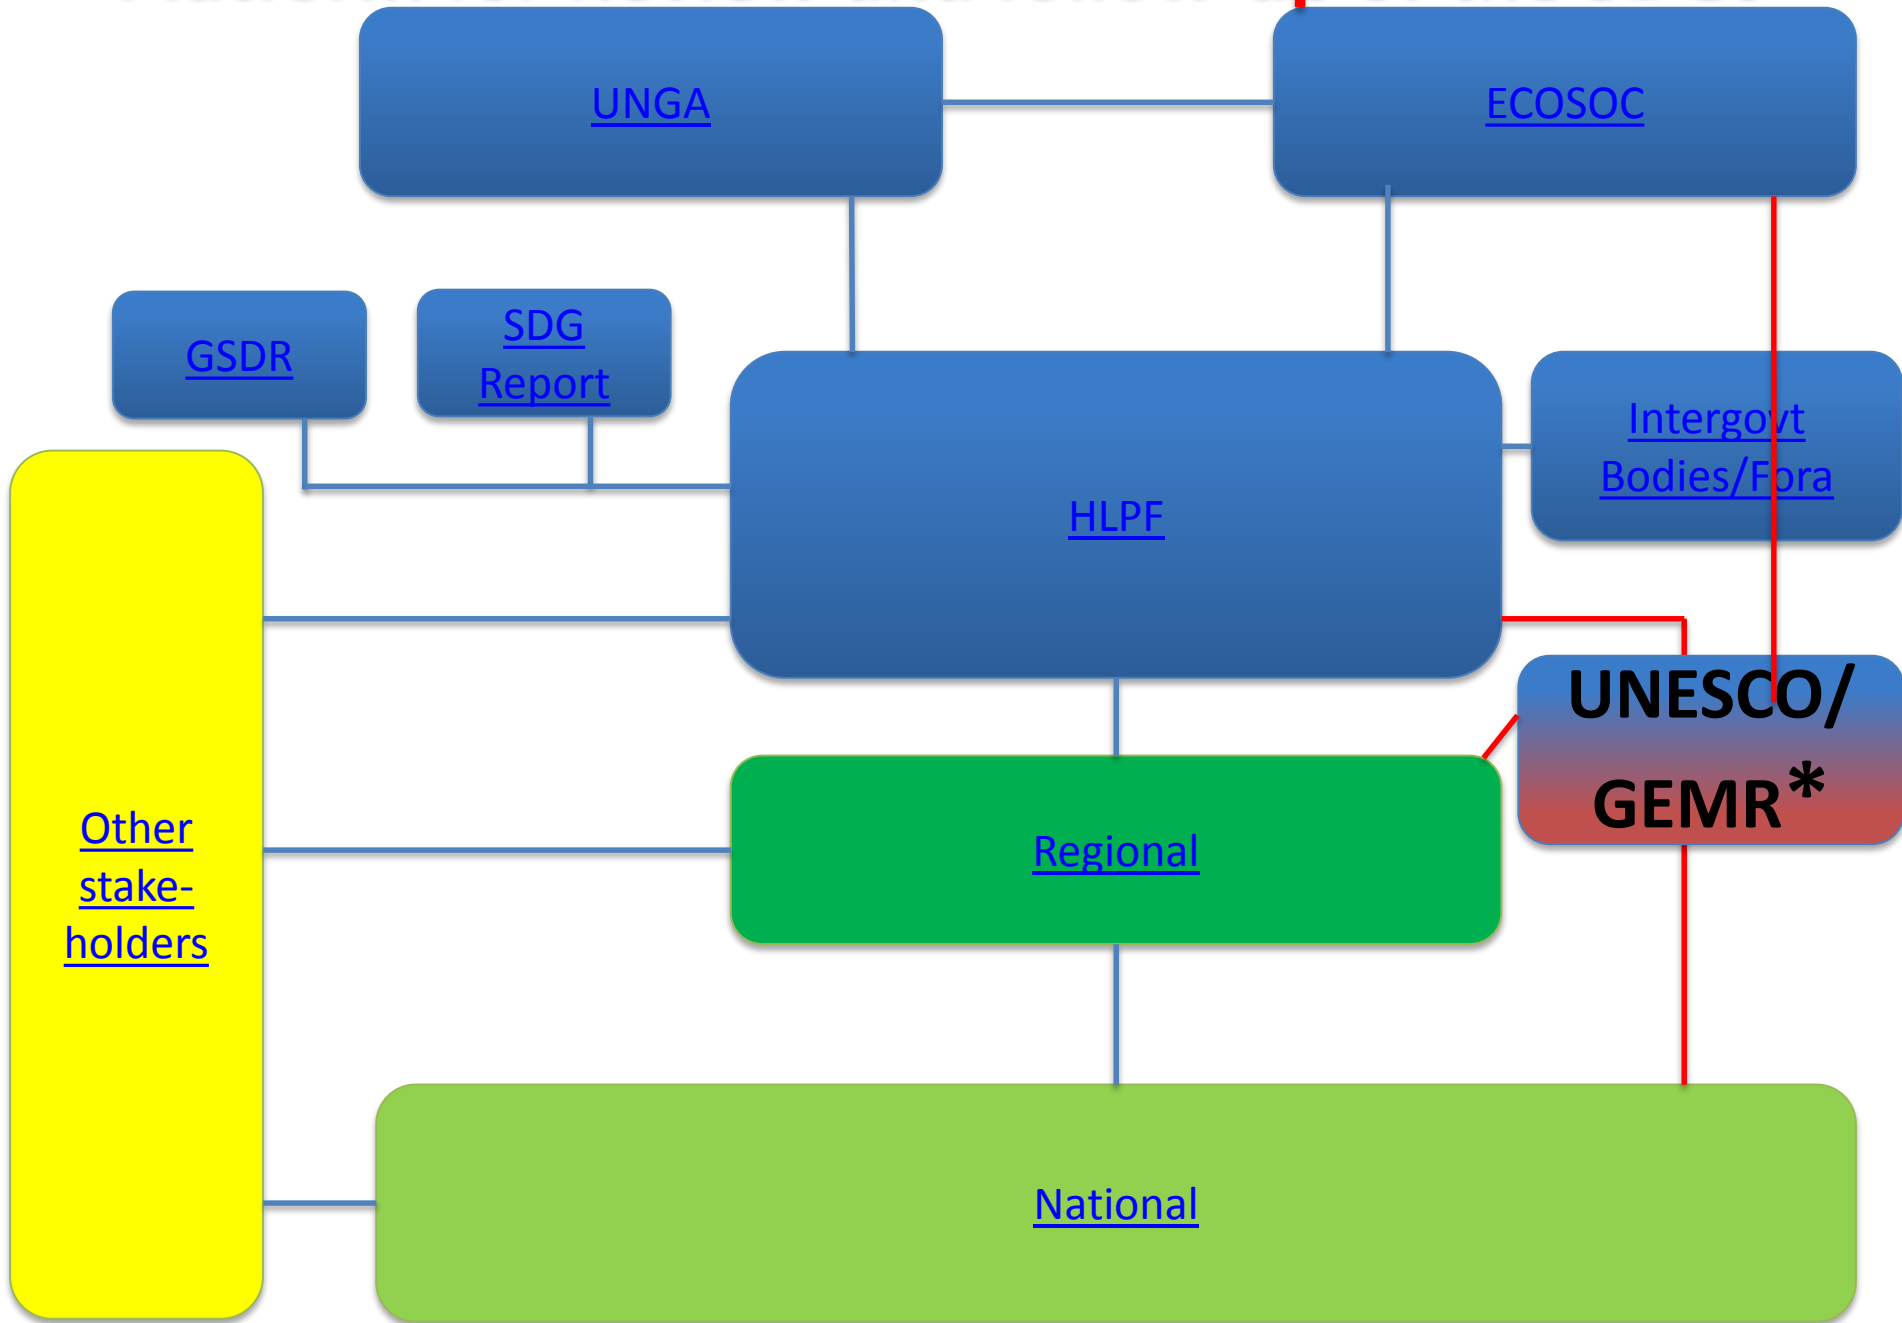 UNGA
ECOSOC
GSDR
SDG
Report
Intergovt
Bodies/Fora
HLPF
UNESCO/
GEMR*
Other
stake-
holders
Regional
National